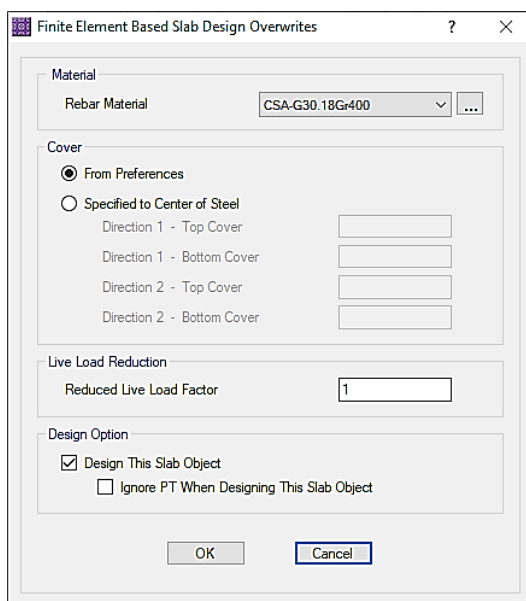 Finite Element Based Slab Design Overwrites ?
Material
Rebar Material CSA-G30.18Gr400 ...
Cover
From Preferences
Specified to Center of Steel
Direction 1 - Top Cover
Direction 1 - Bottom Cover
Direction 2 - Top Cover
Direction 2 - Bottom Cover
Live Load Reduction
Reduced Live Load Factor 1
Design Option
Design This Slab Object
Ignore PT When Designing This Slab Object
OK Cancel